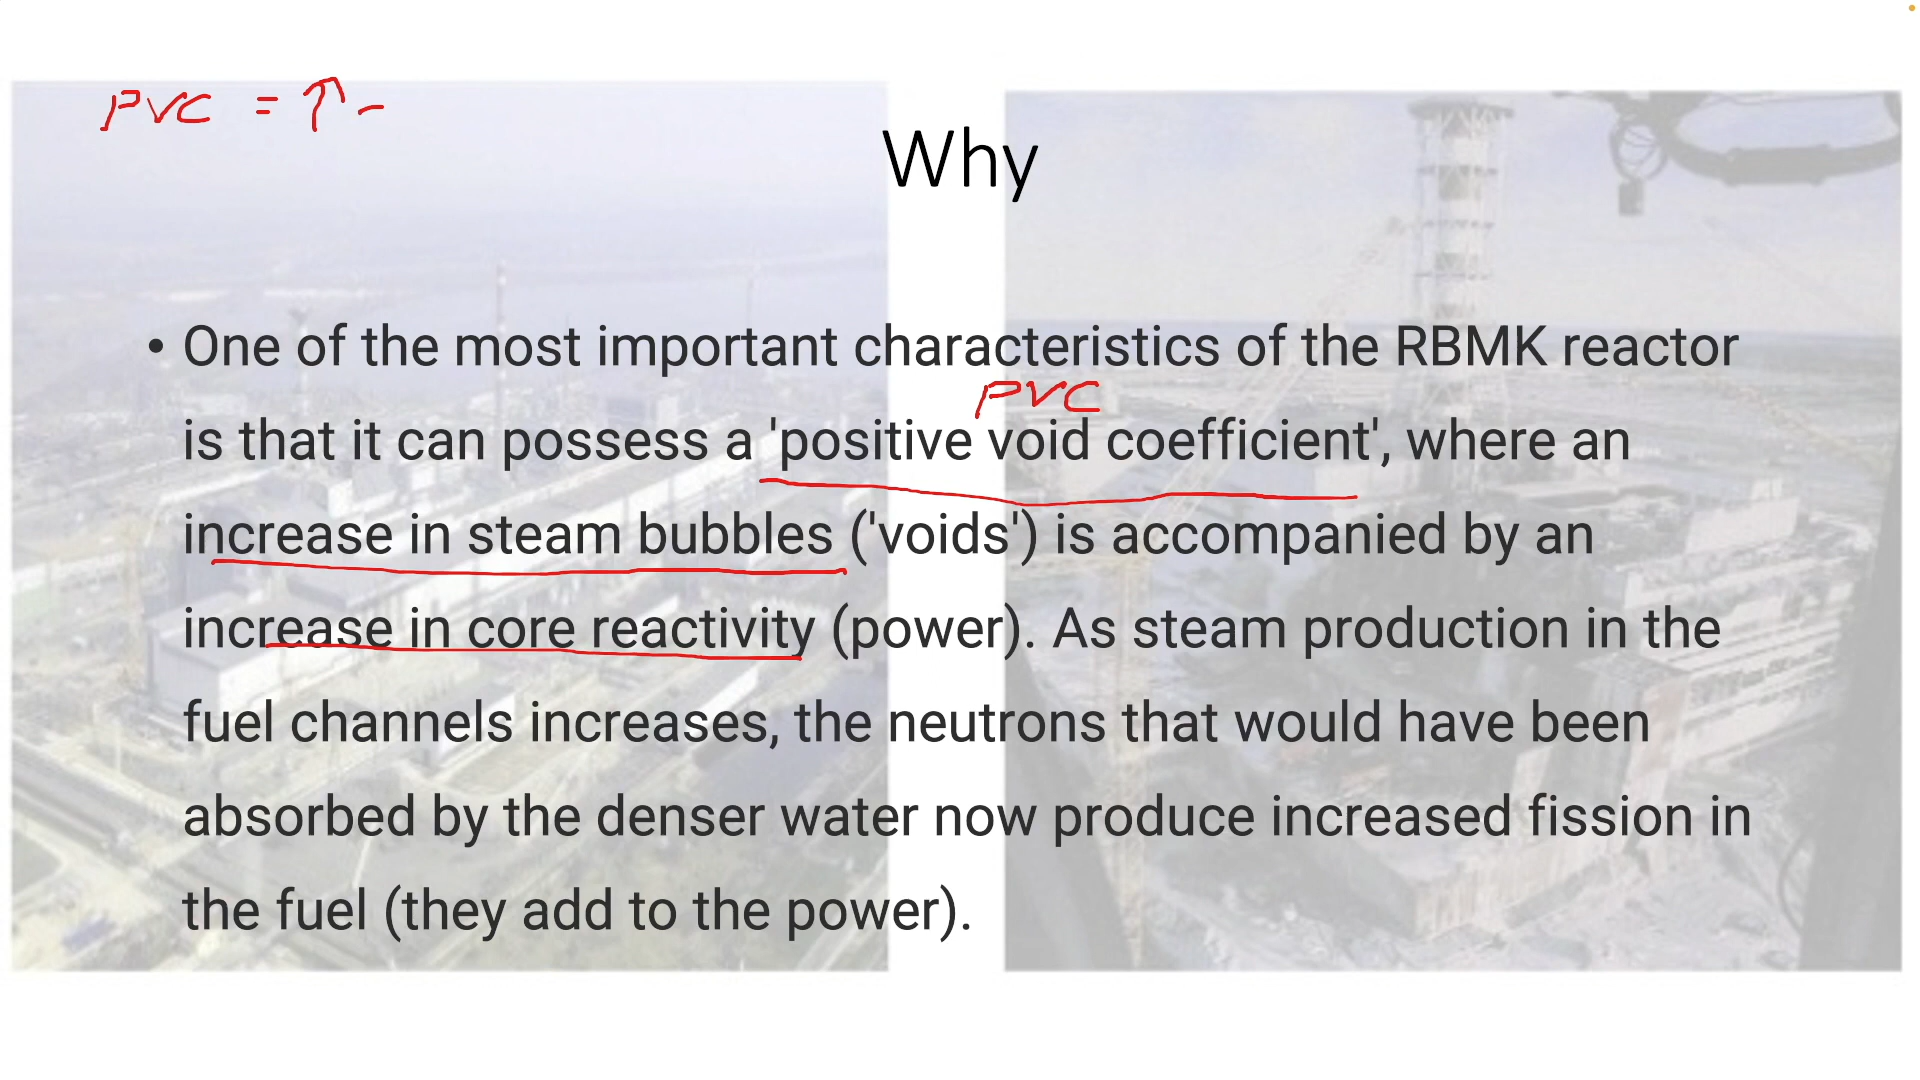 PVC = ↑ -
Why
• One of the most important characteristics of the RBMK reactor
PVC
is that it can possess a 'positive void coefficient', where an
increase in steam bubbles ('voids') is accompanied by an
increase in core reactivity (power). As steam production in the
fuel channels increases, the neutrons that would have been
absorbed by the denser water now produce increased fission in
the fuel (they add to the power).